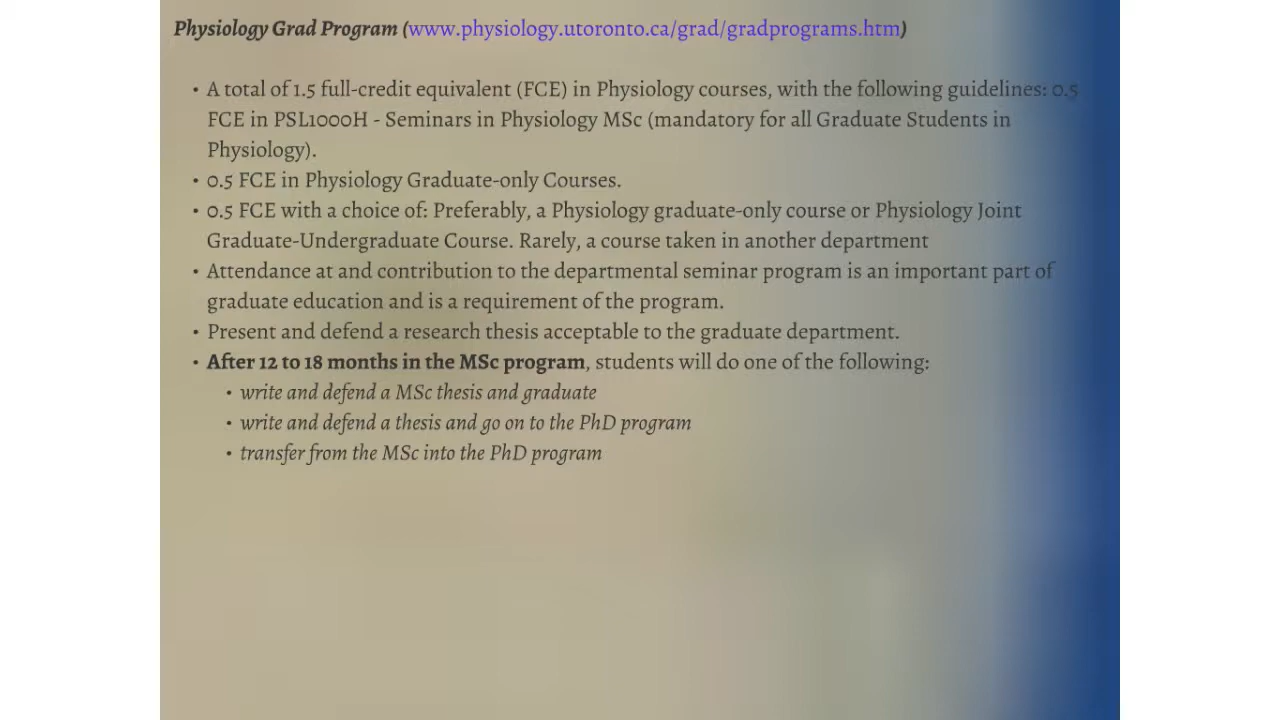 Physiology Grad Program (www.physiology.utoronto.ca/grad/gradprograms.htm)
• A total of 1.5 full-credit equivalent (FCE) in Physiology courses, with the following guidelines: 0.5
FCE in PSL1000H - Seminars in Physiology MSc (mandatory for all Graduate Students in
Physiology).
• 0.5 FCE in Physiology Graduate-only Courses.
• 0.5 FCE with a choice of: Preferably, a Physiology graduate-only course or Physiology Joint
Graduate-Undergraduate Course. Rarely, a course taken in another department
• Attendance at and contribution to the departmental seminar program is an important part of
graduate education and is a requirement of the program.
• Present and defend a research thesis acceptable to the graduate department.
• After 12 to 18 months in the MSc program, students will do one of the following:
• write and defend a MSc thesis and graduate
• write and defend a thesis and go on to the PhD program
• transfer from the MSc into the PhD program